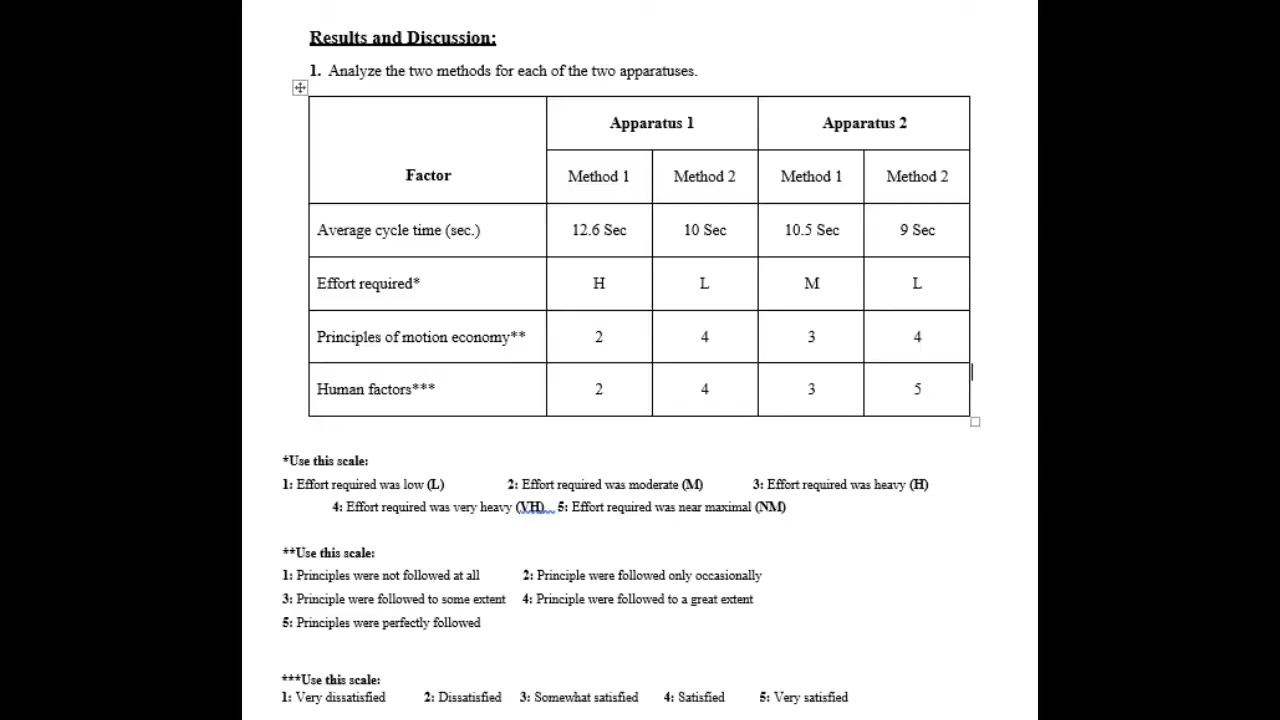 Results and Discussion:
1. Analyze the two methods for each of the two apparatuses.
Apparatus 1 Apparatus 2
Factor Method 1 Method 2 Method 1 Method 2
Average cycle time (sec.) 12.6 Sec 10 Sec 10.5 Sec 9 Sec
Effort required* H L M L
Principles of motion economy** 2 4 3 4
Human factors*** 2 4 3 5
*Use this scale:
1: Effort required was low (L) 2: Effort required was moderate (M) 3: Effort required was heavy (H)
4: Effort required was very heavy (VH) 5: Effort required was near maximal (NM)
**Use this scale:
1: Principles were not followed at all 2: Principle were followed only occasionally
3: Principle were followed to some extent 4: Principle were followed to a great extent
5: Principles were perfectly followed
***Use this scale:
1: Very dissatisfied 2: Dissatisfied 3: Somewhat satisfied 4: Satisfied 5: Very satisfied